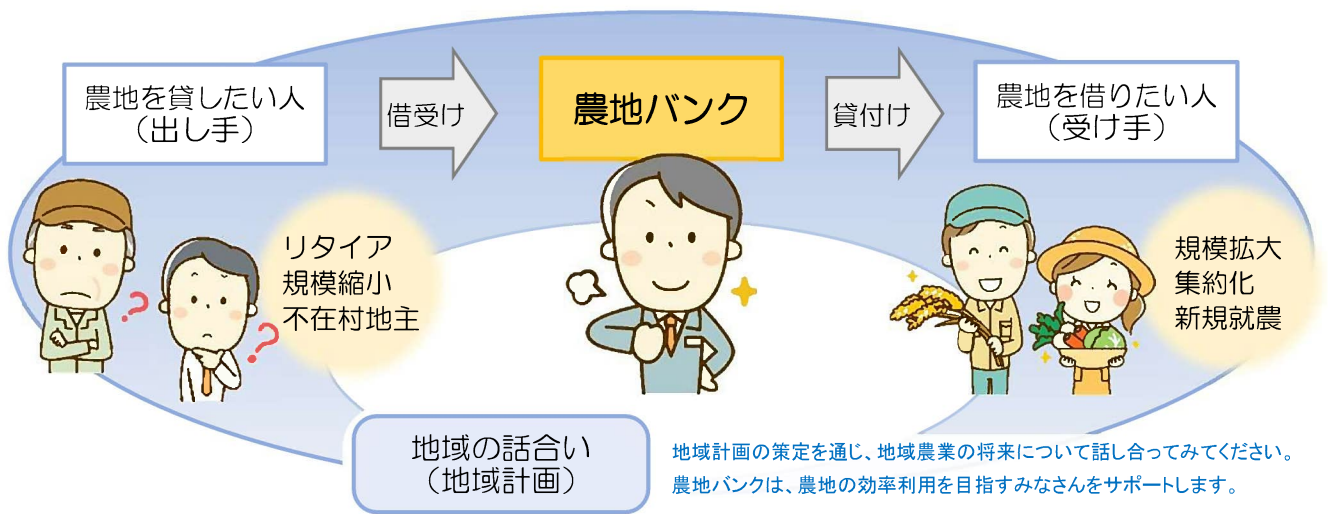 農地を貸したい人
（出し手）
借受け
農地バンク
貸付け
農地を借りたい人
（受け手）
リタイア
規模縮小
不在村地主
規模拡大
集約化
新規就農
地域の話合い
（地域計画）
地域計画の策定を通じ、地域農業の将来について話し合ってみてください。
農地バンクは、農地の効率利用を目指すみなさんをサポートします。